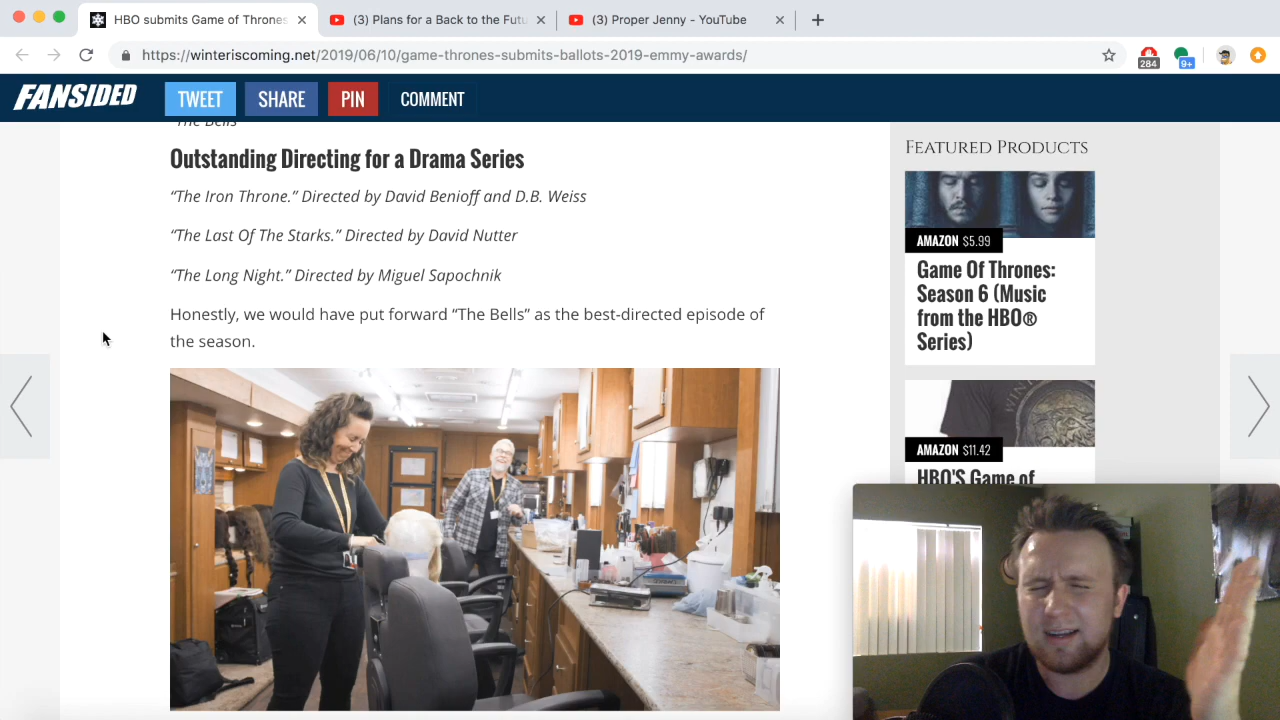 HBO submits Game of Thrones
(3) Plans for a Back to the Futu
(3) Proper Jenny - YouTube
https://winteriscoming.net/2019/06/10/game-thrones-submits-ballots-2019-emmy-awards/
284
9+
FANSIDED
TWEET
SHARE
PIN
COMMENT
"The Bells"
Outstanding Directing for a Drama Series
“The Iron Throne.” Directed by David Benioff and D.B. Weiss
“The Last Of The Starks.” Directed by David Nutter
“The Long Night.” Directed by Miguel Sapochnik
Honestly, we would have put forward “The Bells” as the best-directed episode of
the season.
FEATURED PRODUCTS
AMAZON $5.99
Game Of Thrones:
Season 6 (Music
from the HBO®
Series)
AMAZON $11.42
HBO'S Game of